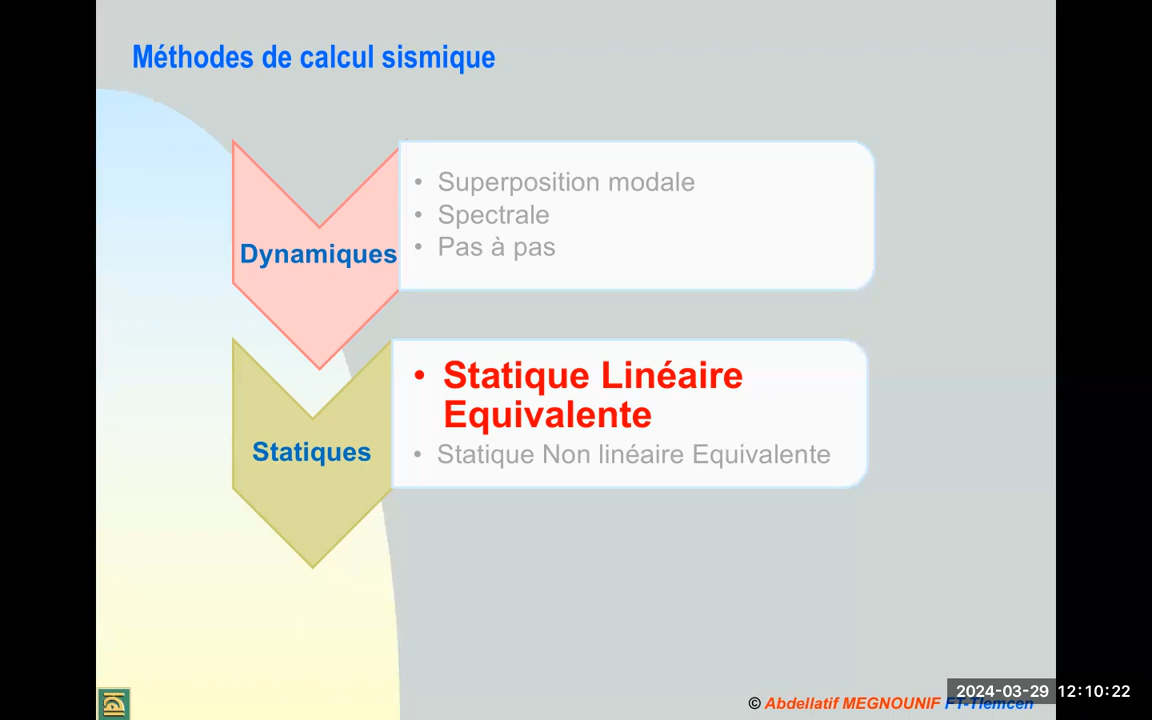 Méthodes de calcul sismique
Dynamiques
• Superposition modale
• Spectrale
• Pas à pas
Statiques
• Statique Linéaire
Equivalente
• Statique Non linéaire Equivalente
2024-03-29 12:10:22
© Abdellatif MEGNOUNIF FT-Tlemcen